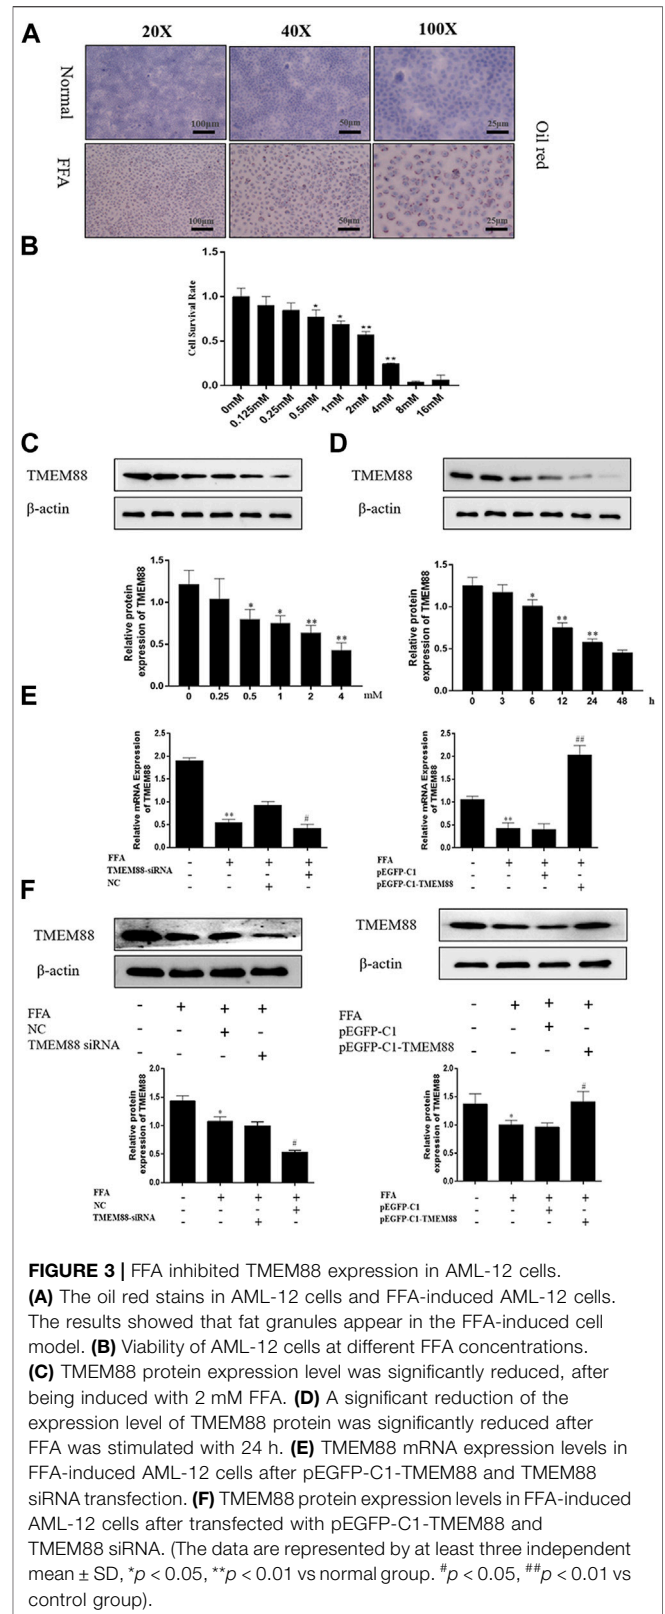 A
20X 40X 100X
Normal
100μm 50μm 25μm
FFA
100μm 50μm 25μm
Oil red
B
Cell Survival Rate
1.5
1.0
0.5
0.0
* * ** **
0mM 0.125mM 0.25mM 0.5mM 1mM 2mM 4mM 8mM 16mM
C
TMEM88
β-actin
Relative protein
expression of TMEM88
1.5
1.0
0.5
0.0
* * ** **
0 0.25 0.5 1 2 4 mM
D
TMEM88
β-actin
Relative protein
expression of TMEM88
1.5
1.0
0.5
0.0
* ** **
0 3 6 12 24 48 h
E
Relative mRNA Expression
of TMEM88
2.5
2.0
1.5
1.0
0.5
0.0
** #
FFA - + + +
TMEM88-siRNA - - - +
NC - - + -
Relative mRNA Expression
of TMEM88
2.5
2.0
1.5
1.0
0.5
0.0
** ##
FFA - + + +
pEGFP-C1 - - + -
pEGFP-C1-TMEM88 - - - +
F
TMEM88
β-actin
FFA - + + +
NC - - + -
TMEM88 siRNA - - - +
Relative protein
expression of TMEM88
1.5
1.0
0.5
0.0
* #
FFA - + + +
NC - - - +
TMEM88-siRNA - - + -
TMEM88
β-actin
FFA - + + +
pEGFP-C1 - - + -
pEGFP-C1-TMEM88 - - - +
Relative protein
expression of TMEM88
2.0
1.5
1.0
0.5
0.0
* #
FFA - + + +
pEGFP-C1 - - + -
pEGFP-C1-TMEM88 - - - +
FIGURE 3 | FFA inhibited TMEM88 expression in AML-12 cells.
(A) The oil red stains in AML-12 cells and FFA-induced AML-12 cells.
The results showed that fat granules appear in the FFA-induced cell
model. (B) Viability of AML-12 cells at different FFA concentrations.
(C) TMEM88 protein expression level was significantly reduced, after
being induced with 2 mM FFA. (D) A significant reduction of the
expression level of TMEM88 protein was significantly reduced after
FFA was stimulated with 24 h. (E) TMEM88 mRNA expression levels in
FFA-induced AML-12 cells after pEGFP-C1-TMEM88 and TMEM88
siRNA transfection. (F) TMEM88 protein expression levels in FFA-induced
AML-12 cells after transfected with pEGFP-C1-TMEM88 and
TMEM88 siRNA. (The data are represented by at least three independent
mean ± SD, *p < 0.05, **p < 0.01 vs normal group. #p < 0.05, ##p < 0.01 vs
control group).